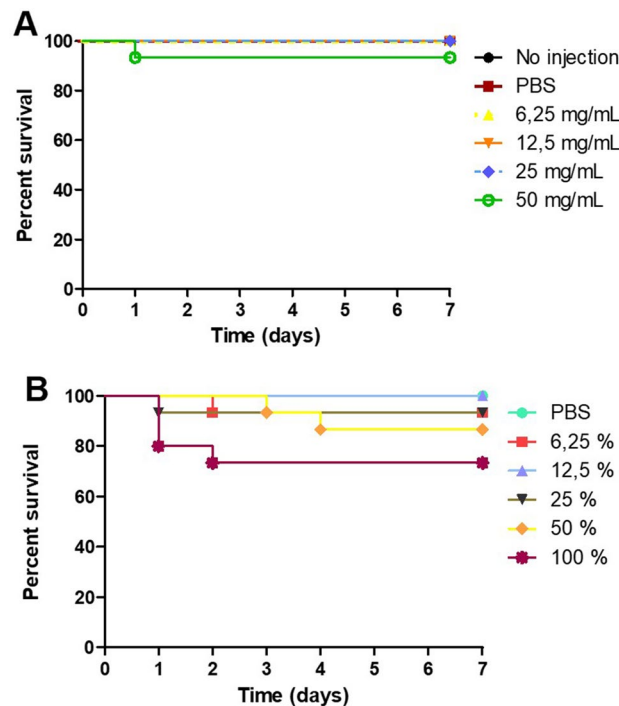 A
Percent survival
100
80
60
40
20
0
0 1 2 3 4 5 6 7
Time (days)
No injection
PBS
6,25 mg/mL
12,5 mg/mL
25 mg/mL
50 mg/mL
B
Percent survival
100
80
60
40
20
0
0 1 2 3 4 5 6 7
Time (days)
PBS
6,25 %
12,5 %
25 %
50 %
100 %